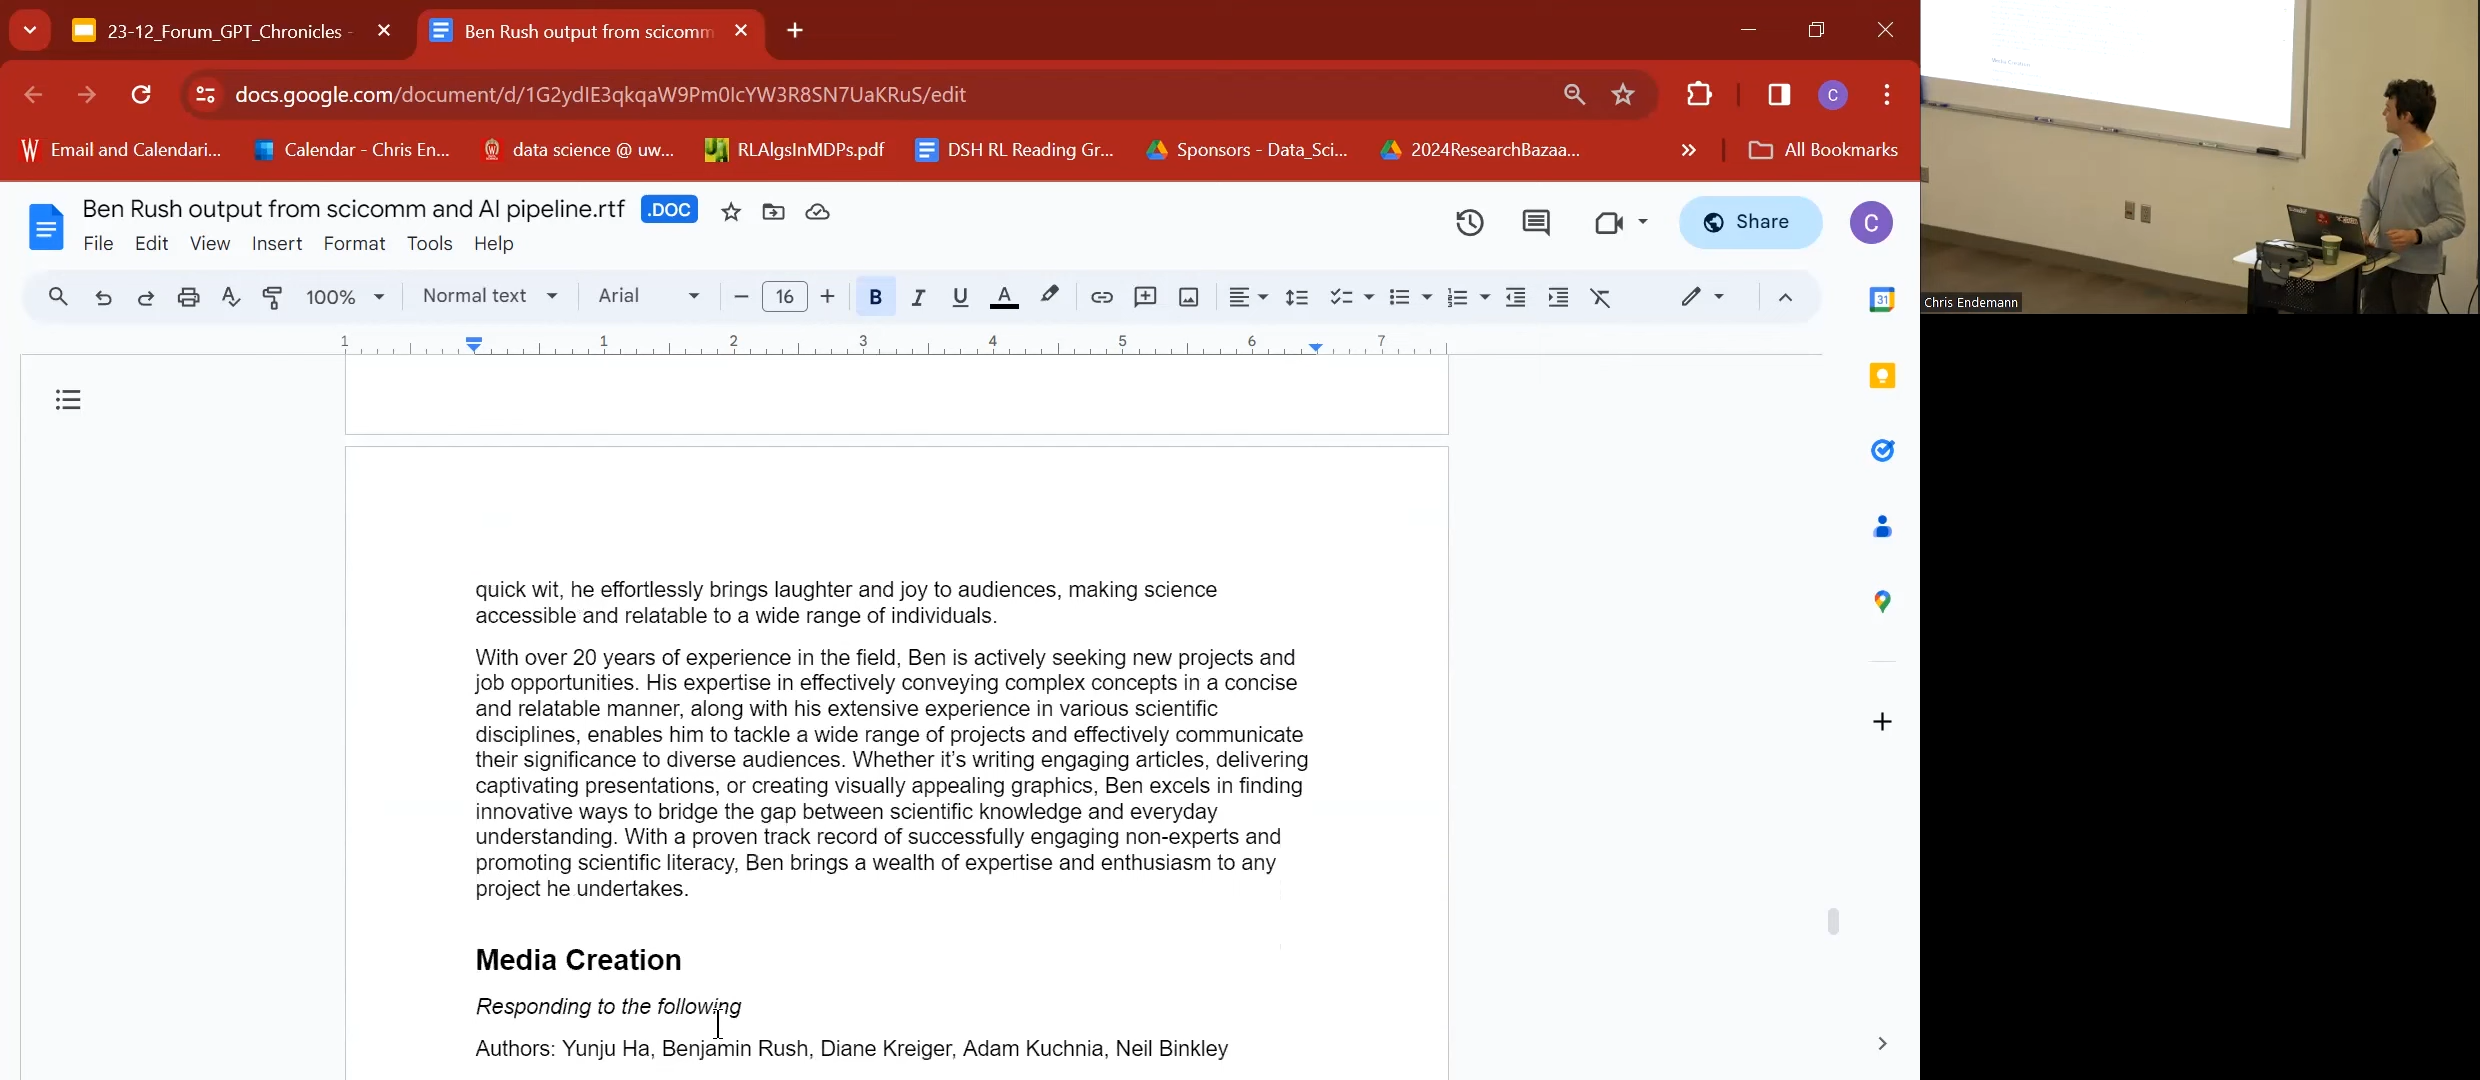 23-12_Forum_GPT_Chronicles -
Ben Rush output from scicomm
docs.google.com/document/d/1G2ydlE3qkqaW9Pm0lcYW3R8SN7UaKRuS/edit
Email and Calendari...
Calendar - Chris En...
data science @ uw...
RLAlgsInMDPs.pdf
DSH RL Reading Gr...
Sponsors - Data_Sci...
2024ResearchBazaa...
All Bookmarks
Ben Rush output from scicomm and AI pipeline.rtf
.DOC
File Edit View Insert Format Tools Help
Share
C
100% Normal text Arial 16 B I U A
1 1 2 3 4 5 6 7
31
Chris Endemann
quick wit, he effortlessly brings laughter and joy to audiences, making science
accessible and relatable to a wide range of individuals.
With over 20 years of experience in the field, Ben is actively seeking new projects and
job opportunities. His expertise in effectively conveying complex concepts in a concise
and relatable manner, along with his extensive experience in various scientific
disciplines, enables him to tackle a wide range of projects and effectively communicate
their significance to diverse audiences. Whether it's writing engaging articles, delivering
captivating presentations, or creating visually appealing graphics, Ben excels in finding
innovative ways to bridge the gap between scientific knowledge and everyday
understanding. With a proven track record of successfully engaging non-experts and
promoting scientific literacy, Ben brings a wealth of expertise and enthusiasm to any
project he undertakes.
Media Creation
Responding to the following
Authors: Yunju Ha, Benjamin Rush, Diane Kreiger, Adam Kuchnia, Neil Binkley